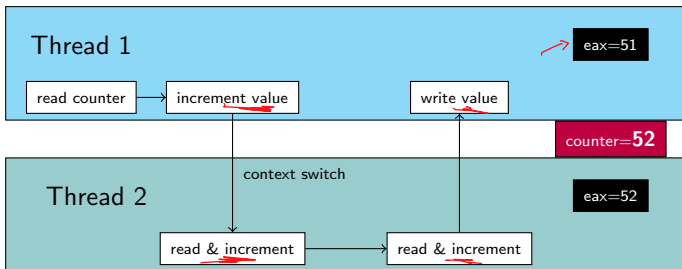 Thread 1
eax=51
read counter
increment value
write value
counter=52
context switch
Thread 2
eax=52
read & increment
read & increment